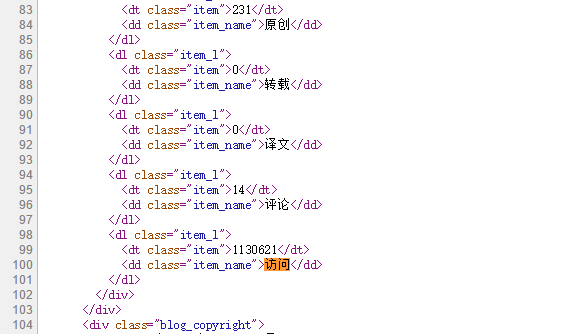 83 <dt class="item">231</dt>
84 <dd class="item_name">原创</dd>
85 </dl>
86 <dl class="item_l">
87 <dt class="item">0</dt>
88 <dd class="item_name">转载</dd>
89 </dl>
90 <dl class="item_l">
91 <dt class="item">0</dt>
92 <dd class="item_name">译文</dd>
93 </dl>
94 <dl class="item_l">
95 <dt class="item">14</dt>
96 <dd class="item_name">评论</dd>
97 </dl>
98 <dl class="item_l">
99 <dt class="item">1130621</dt>
100 <dd class="item_name">访问</dd>
101 </dl>
102 </div>
103 </div>
104 <div class="blog_copyright">